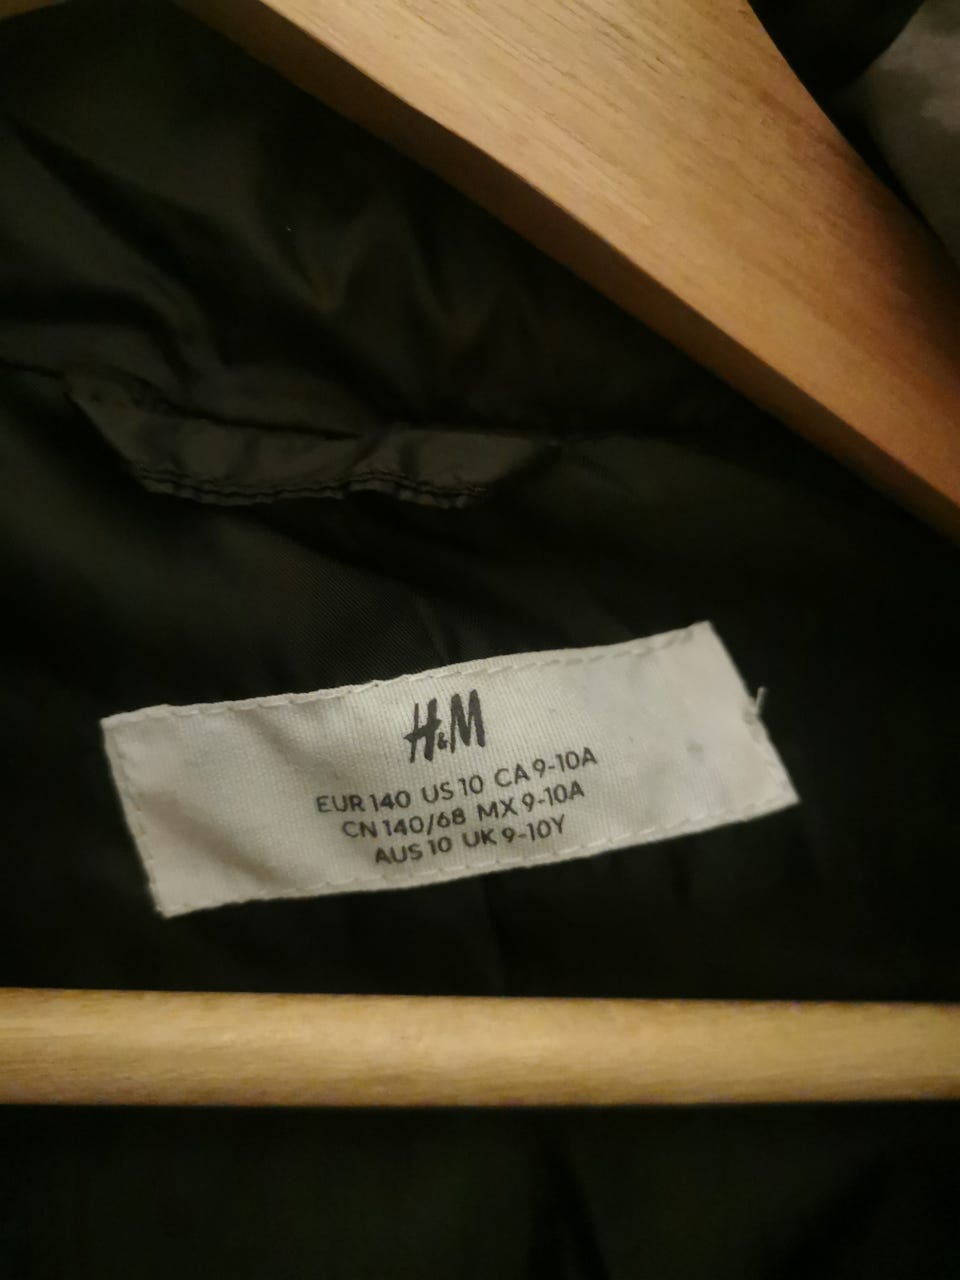 H&M
EUR 140 US 10 CA 9-10A
CN 140/68 MX 9-10A
AUS 10 UK 9-10Y